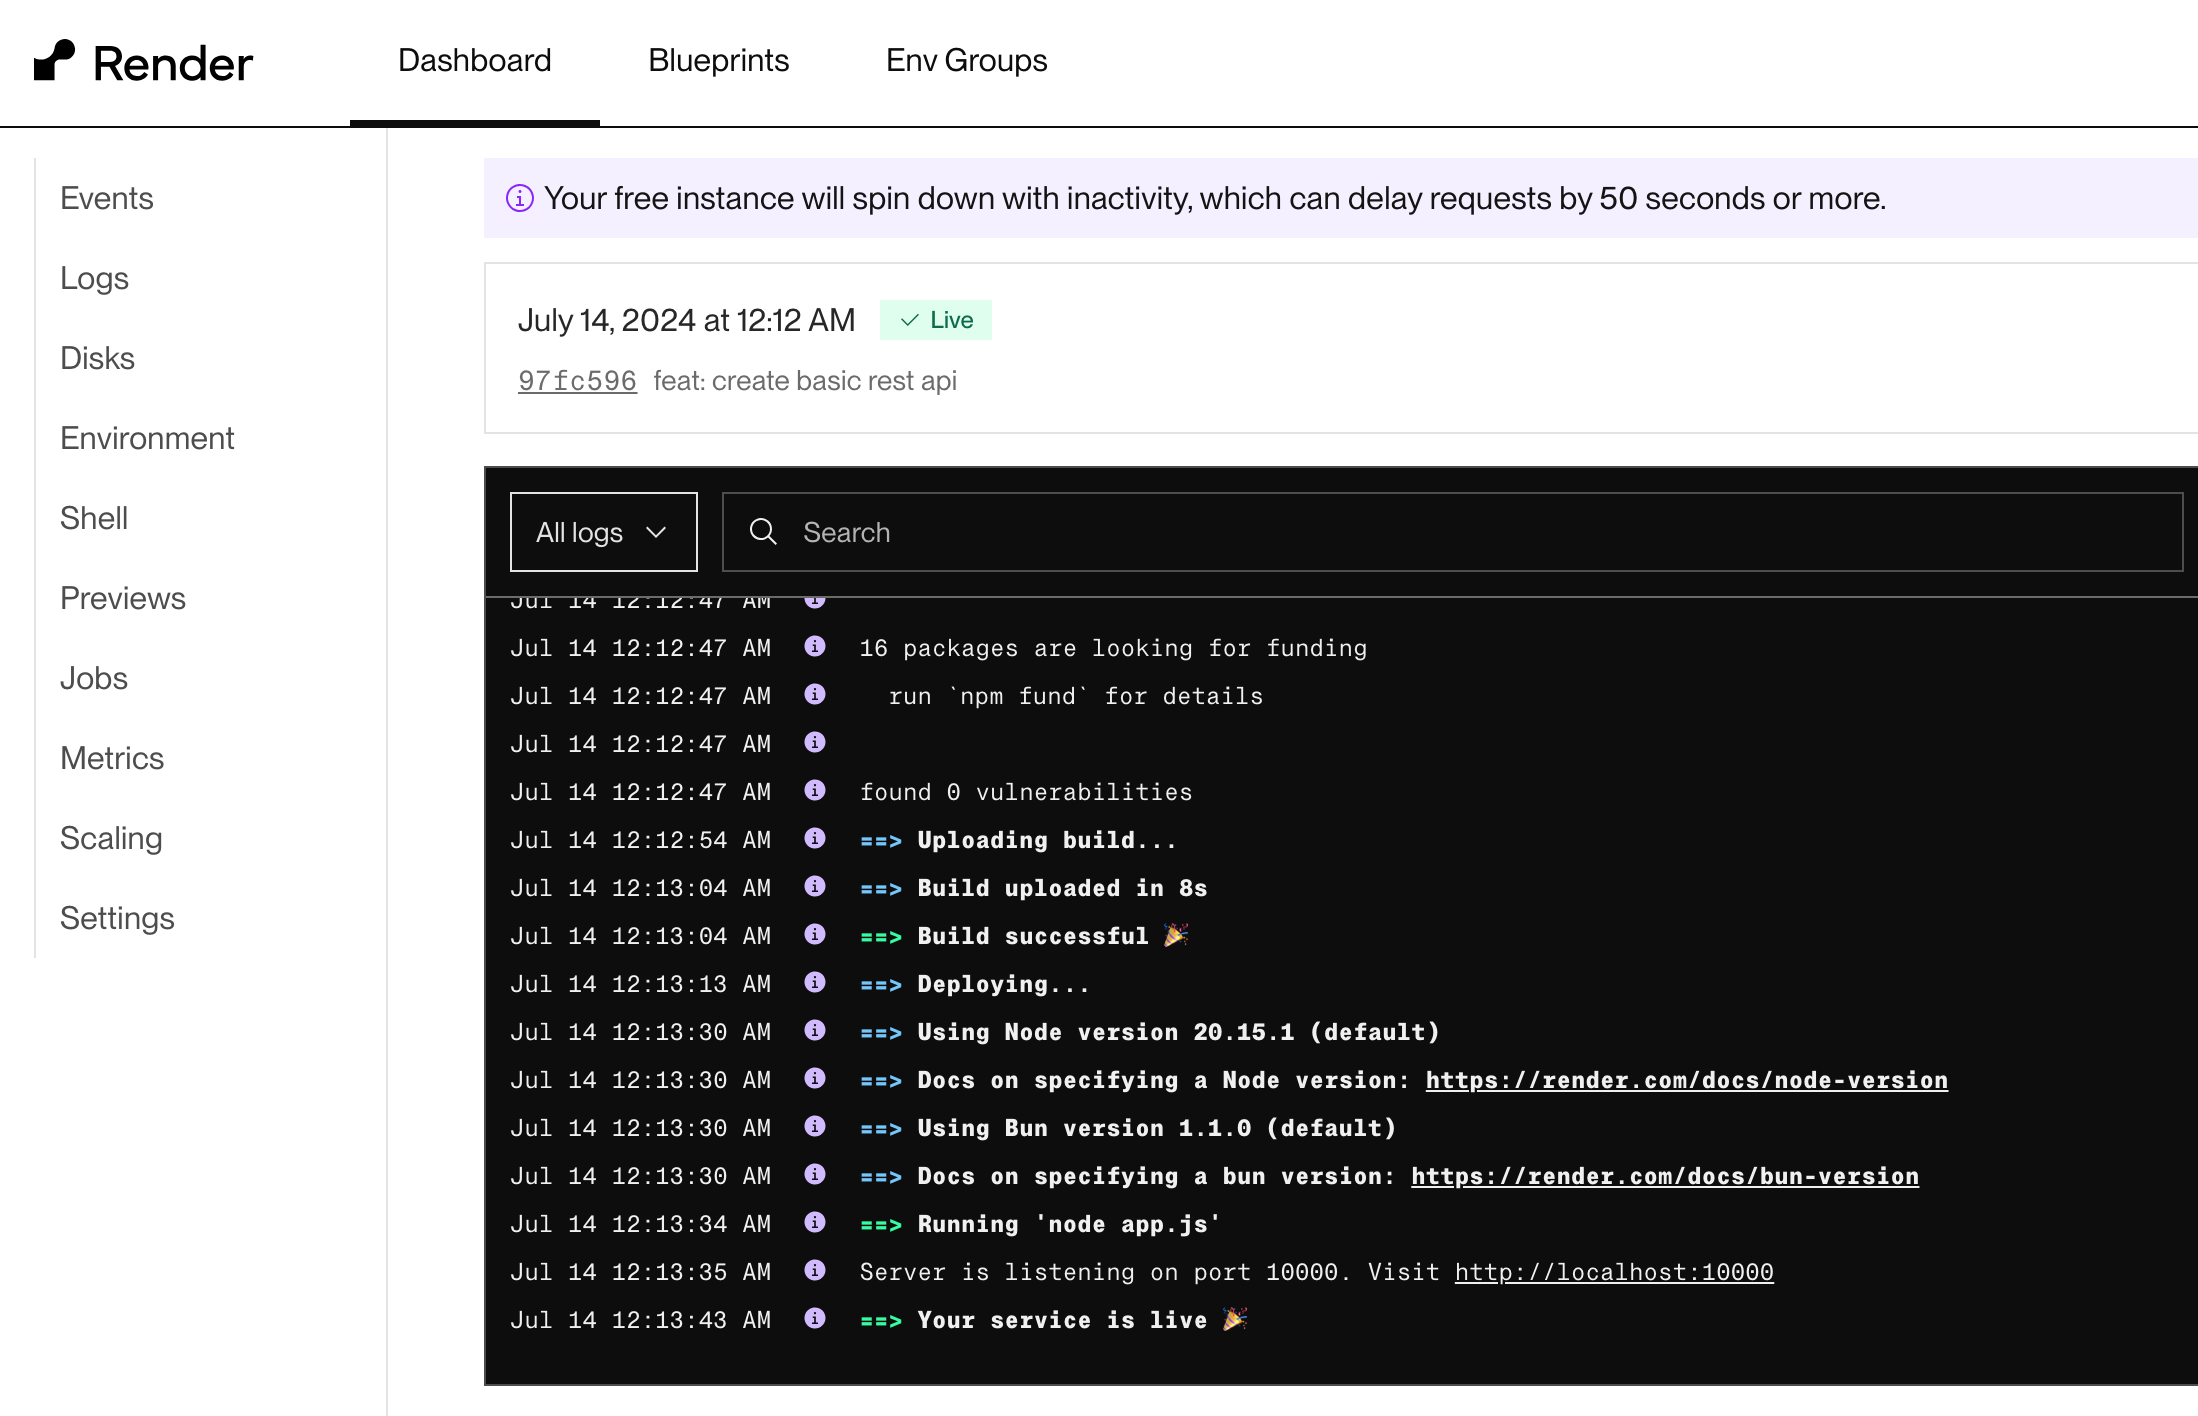 Render
Dashboard
Blueprints
Env Groups
Events
Logs
Disks
Environment
Shell
Previews
Jobs
Metrics
Scaling
Settings
Your free instance will spin down with inactivity, which can delay requests by 50 seconds or more.
July 14, 2024 at 12:12 AM
Live
97fc596 feat: create basic rest api
All logs
Search
Jul 14 12:12:47 AM
Jul 14 12:12:47 AM 16 packages are looking for funding
Jul 14 12:12:47 AM run `npm fund` for details
Jul 14 12:12:47 AM
Jul 14 12:12:47 AM found 0 vulnerabilities
Jul 14 12:12:54 AM ==> Uploading build...
Jul 14 12:13:04 AM ==> Build uploaded in 8s
Jul 14 12:13:04 AM ==> Build successful 🎉
Jul 14 12:13:13 AM ==> Deploying...
Jul 14 12:13:30 AM ==> Using Node version 20.15.1 (default)
Jul 14 12:13:30 AM ==> Docs on specifying a Node version: https://render.com/docs/node-version
Jul 14 12:13:30 AM ==> Using Bun version 1.1.0 (default)
Jul 14 12:13:30 AM ==> Docs on specifying a bun version: https://render.com/docs/bun-version
Jul 14 12:13:34 AM ==> Running 'node app.js'
Jul 14 12:13:35 AM Server is listening on port 10000. Visit http://localhost:10000
Jul 14 12:13:43 AM ==> Your service is live 🎉